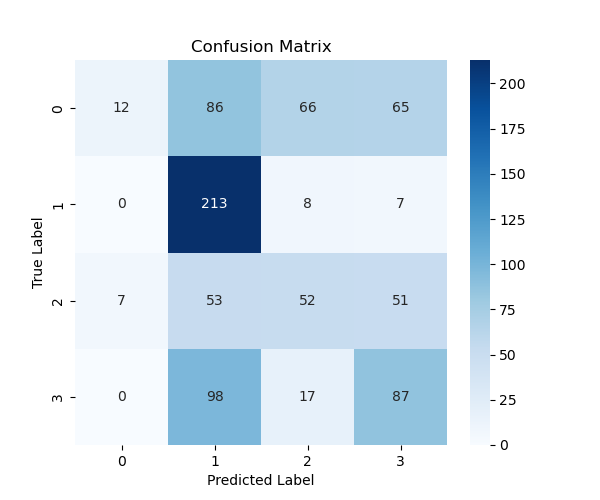 Confusion Matrix
0 12 86 66 65
1 0 213 8 7
2 7 53 52 51
3 0 98 17 87
0 1 2 3
True Label
Predicted Label
200
175
150
125
100
75
50
25
0